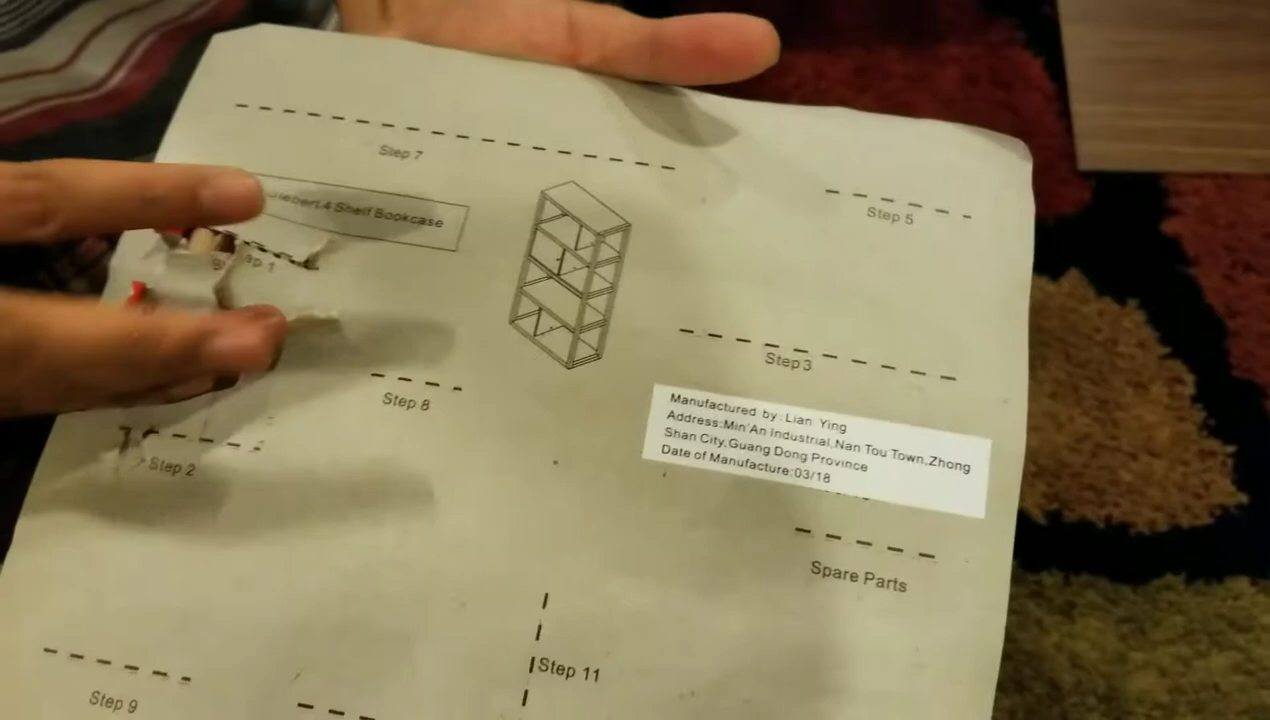 Step 7
Step 5
4 Shelf Bookcase
Step 3
Step 8
Manufactured by:Lian Ying
Address:Min'An Industrial,Nan Tou Town,Zhong
Shan City,Guang Dong Province
Date of Manufacture:03/18
Step 2
Spare Parts
Step 11
Step 9